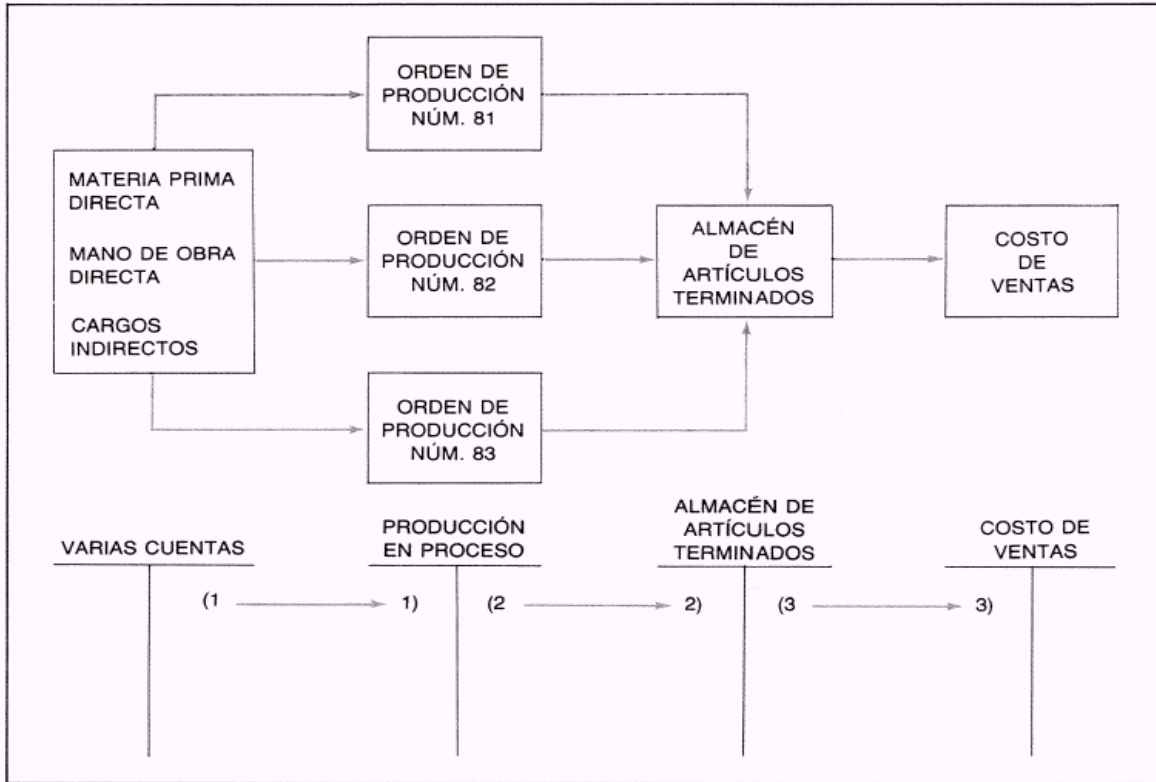 ORDEN DE
PRODUCCIÓN
NÚM. 81
MATERIA PRIMA
DIRECTA
MANO DE OBRA
DIRECTA
CARGOS
INDIRECTOS
ORDEN DE
PRODUCCIÓN
NÚM. 82
ALMACÉN
DE
ARTÍCULOS
TERMINADOS
COSTO
DE
VENTAS
ORDEN DE
PRODUCCIÓN
NÚM. 83
VARIAS CUENTAS
PRODUCCIÓN
EN PROCESO
ALMACÉN DE
ARTÍCULOS
TERMINADOS
COSTO DE
VENTAS
(1 1) (2 2) (3 3)